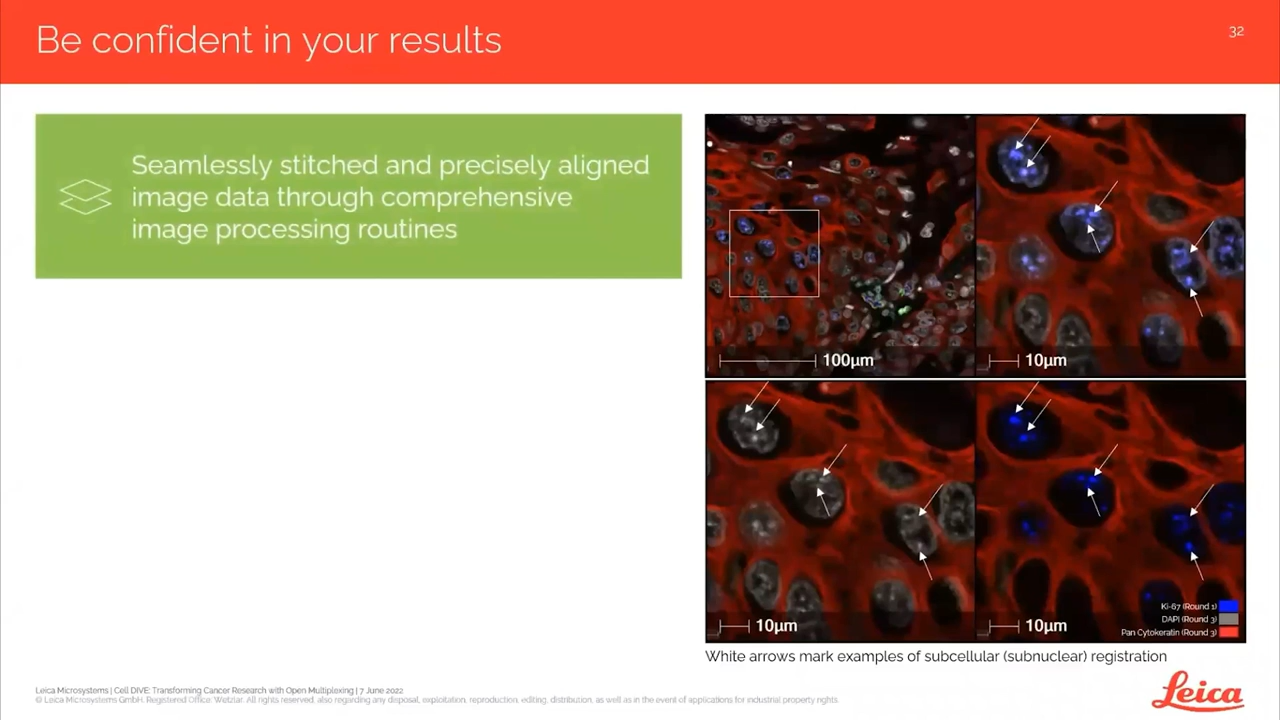 Be confident in your results
32
Seamlessly stitched and precisely aligned
image data through comprehensive
image processing routines
100µm
10µm
10µm
10µm
Ki-67 (Round 1)
DAPI (Round 3)
Pan Cytokeratin (Round 3)
White arrows mark examples of subcellular (subnuclear) registration
Leica Microsystems | Cell DIVE: Transforming Cancer Research with Open Multiplexing | 7 June 2022
© Leica Microsystems GmbH, Registered Office: Wetzlar. All rights reserved, also regarding any disposal, exploitation, reproduction, editing, distribution, as well as in the event of applications for industrial property rights.
Leica